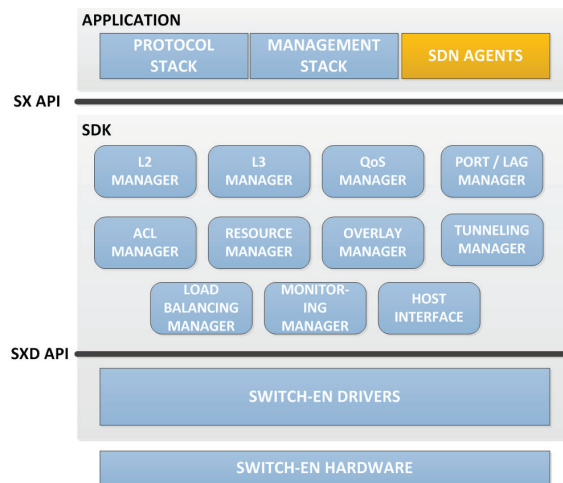 APPLICATION
PROTOCOL
STACK
MANAGEMENT
STACK
SDN AGENTS
SX API
SDK
L2
MANAGER
L3
MANAGER
QoS
MANAGER
PORT / LAG
MANAGER
ACL
MANAGER
RESOURCE
MANAGER
OVERLAY
MANAGER
TUNNELING
MANAGER
LOAD
BALANCING
MANAGER
MONITOR-
ING
MANAGER
HOST
INTERFACE
SXD API
SWITCH-EN DRIVERS
SWITCH-EN HARDWARE